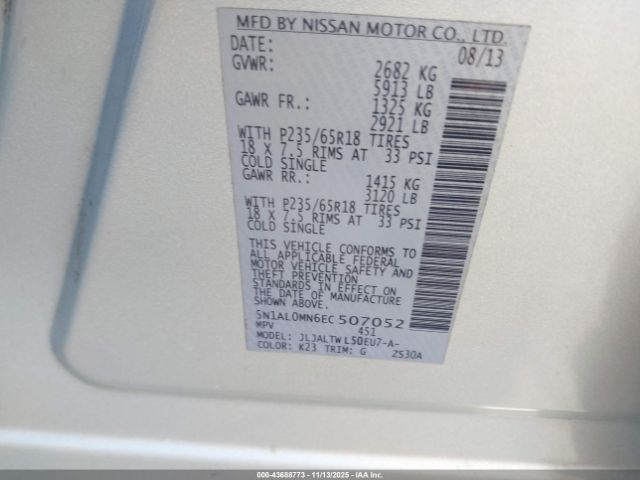 MFD BY NISSAN MOTOR CO., LTD.
DATE: 08/13
GVWR: 2682 KG
5913 LB
GAWR FR.: 1325 KG
2921 LB
WITH P235/65R18 TIRES
18 X 7.5 RIMS AT 33 PSI
COLD SINGLE
GAWR RR.: 1415 KG
3120 LB
WITH P235/65R18 TIRES
18 X 7.5 RIMS AT 33 PSI
COLD SINGLE
THIS VEHICLE CONFORMS TO
ALL APPLICABLE FEDERAL
MOTOR VEHICLE SAFETY AND
THEFT PREVENTION
STANDARDS IN EFFECT ON
THE DATE OF MANUFACTURE
SHOWN ABOVE.
5N1AL0MN6EC507052
MPV 451
MODEL: JLJALTWL50EU7-A-
COLOR: K23 TRIM: G 2S30A
000-43688773 - 11/13/2025 - IAA Inc.